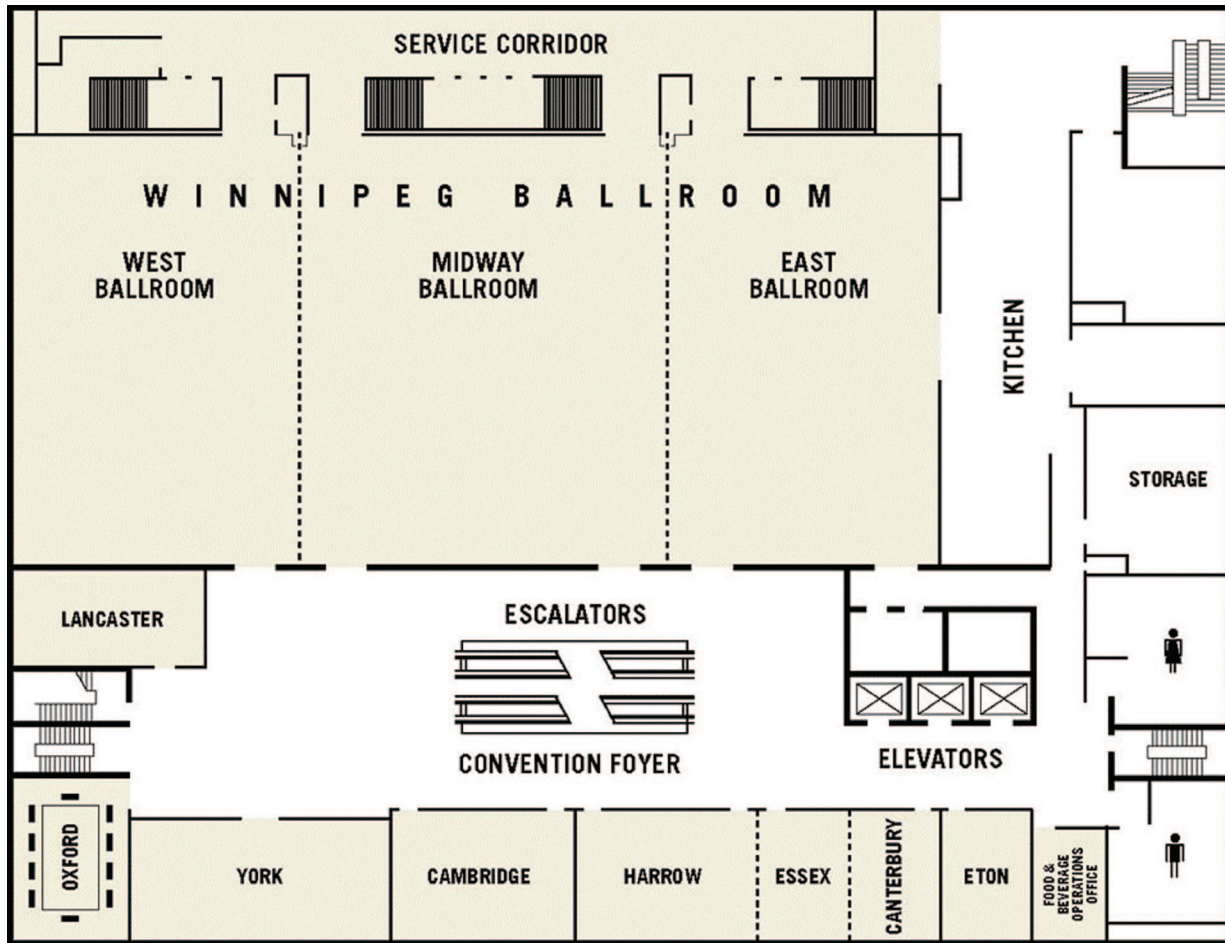 SERVICE CORRIDOR
WINNIPEG BALLROOM
WEST
BALLROOM
MIDWAY
BALLROOM
EAST
BALLROOM
KITCHEN
STORAGE
LANCASTER
ESCALATORS
CONVENTION FOYER
ELEVATORS
OXFORD
YORK
CAMBRIDGE
HARROW
ESSEX
CANTERBURY
ETON
FOOD &
BEVERAGE
OPERATIONS
OFFICE